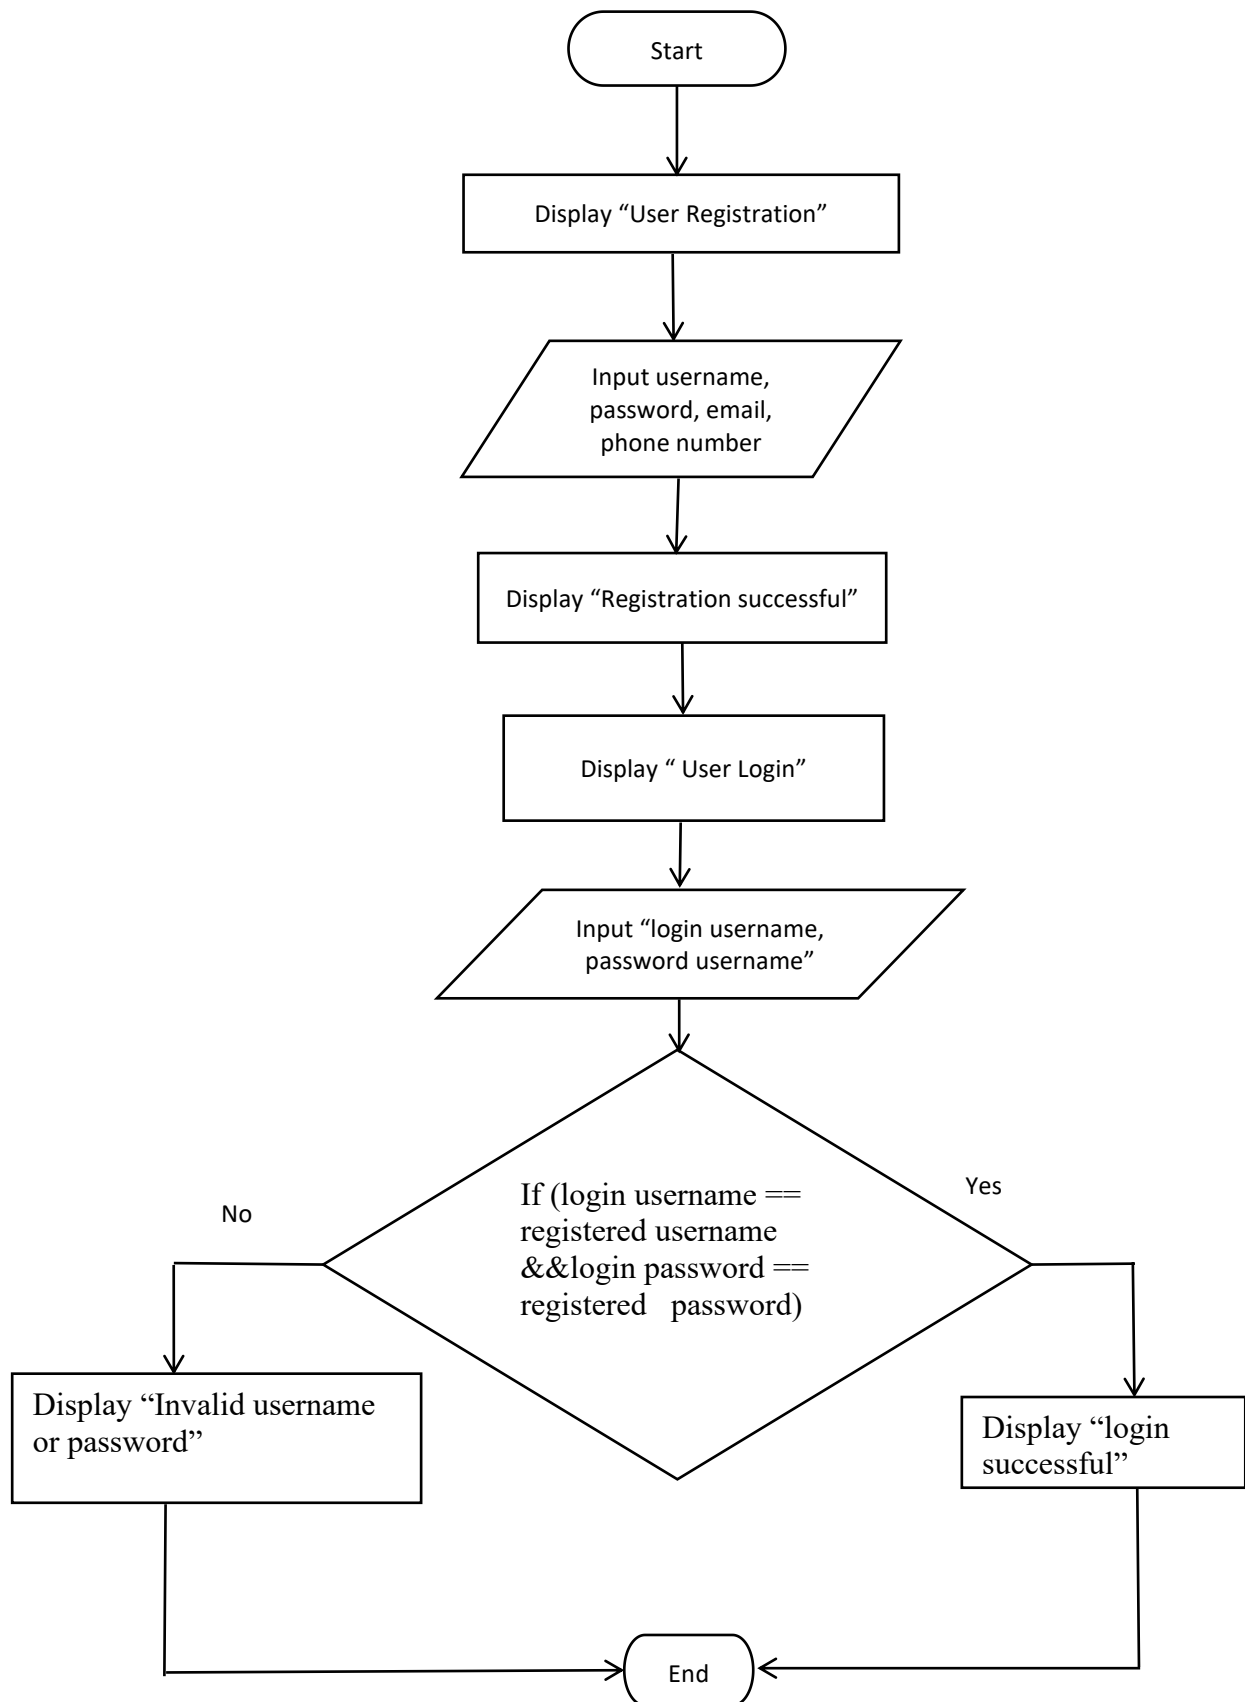 Start
Display “User Registration”
Input username,
password, email,
phone number
Display “Registration successful”
Display “ User Login”
Input “login username,
password username”
If (login username ==
registered username
&&login password ==
registered   password)
No
Yes
Display “Invalid username
or password”
Display “login
successful”
End